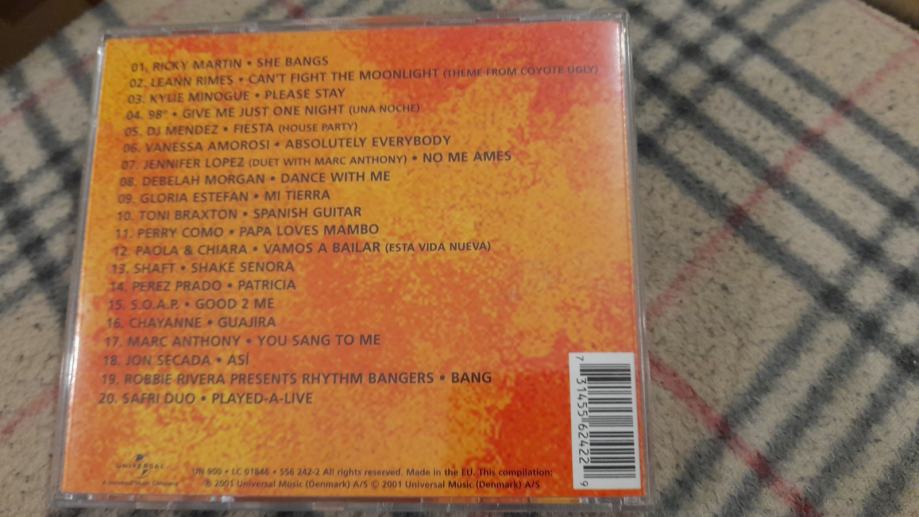 01. RICKY MARTIN • SHE BANGS
02. LEANN RIMES • CAN'T FIGHT THE MOONLIGHT (THEME FROM COYOTE UGLY)
03. KYLIE MINOGUE • PLEASE STAY
04. 98° • GIVE ME JUST ONE NIGHT (UNA NOCHE)
05. DJ MENDEZ • FIESTA (HOUSE PARTY)
06. VANESSA AMOROSI • ABSOLUTELY EVERYBODY
07. JENNIFER LOPEZ (DUET WITH MARC ANTHONY) • NO ME AMES
08. DEBELAH MORGAN • DANCE WITH ME
09. GLORIA ESTEFAN • MI TIERRA
10. TONI BRAXTON • SPANISH GUITAR
11. PERRY COMO • PAPA LOVES MAMBO
12. PAOLA & CHIARA • VAMOS A BAILAR (ESTA VIDA NUEVA)
13. SHAFT • SHAKE SENORA
14. PEREZ PRADO • PATRICIA
15. S.O.A.P. • GOOD 2 ME
16. CHAYANNE • GUAJIRA
17. MARC ANTHONY • YOU SANG TO ME
18. JON SECADA • ASÍ
19. ROBBIE RIVERA PRESENTS RHYTHM BANGERS • BANG
20. SAFRI DUO • PLAYED-A-LIVE
7 314556 242229
UNIVERSAL
A Universal Music Company
UN 900 • LC 01846 • 556 242-2 All rights reserved. Made in the EU. This compilation:
℗ 2001 Universal Music (Denmark) A/S © 2001 Universal Music (Denmark) A/S